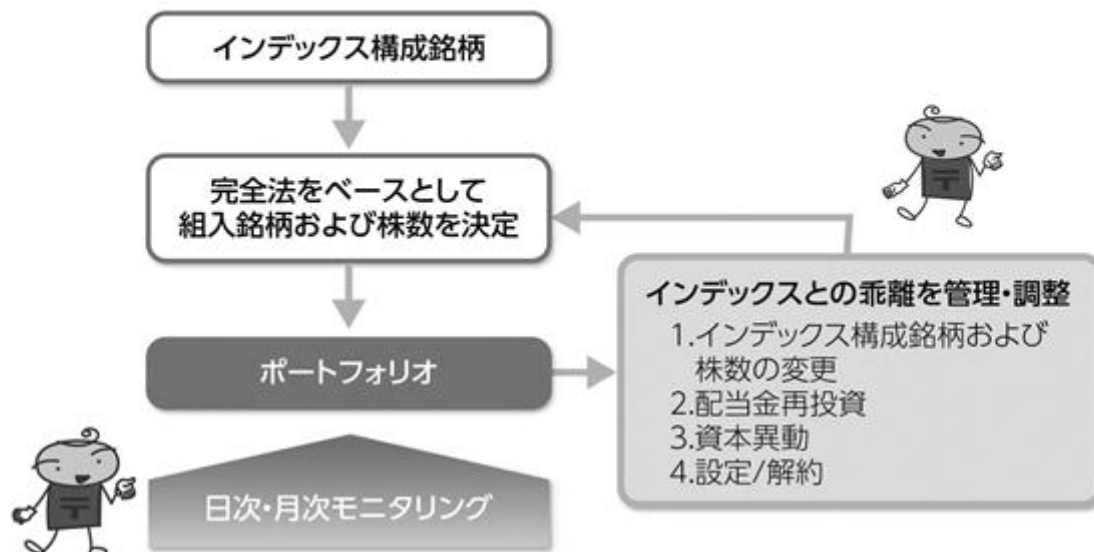 インデックス構成銘柄
完全法をベースとして
組入銘柄および株数を決定
ポートフォリオ
日次・月次モニタリング
インデックスとの乖離を管理・調整
1.インデックス構成銘柄および
株数の変更
2.配当金再投資
3.資本異動
4.設定/解約
〒
〒